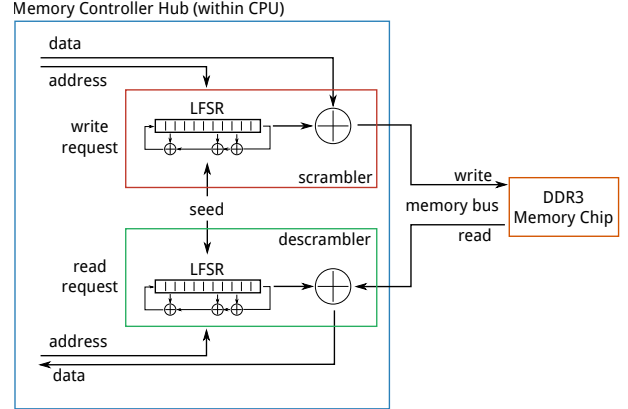 Memory Controller Hub (within CPU)
data
address
LFSR
write
request
scrambler
seed
write
memory bus
read
DDR3
Memory Chip
descrambler
read
request
LFSR
address
data